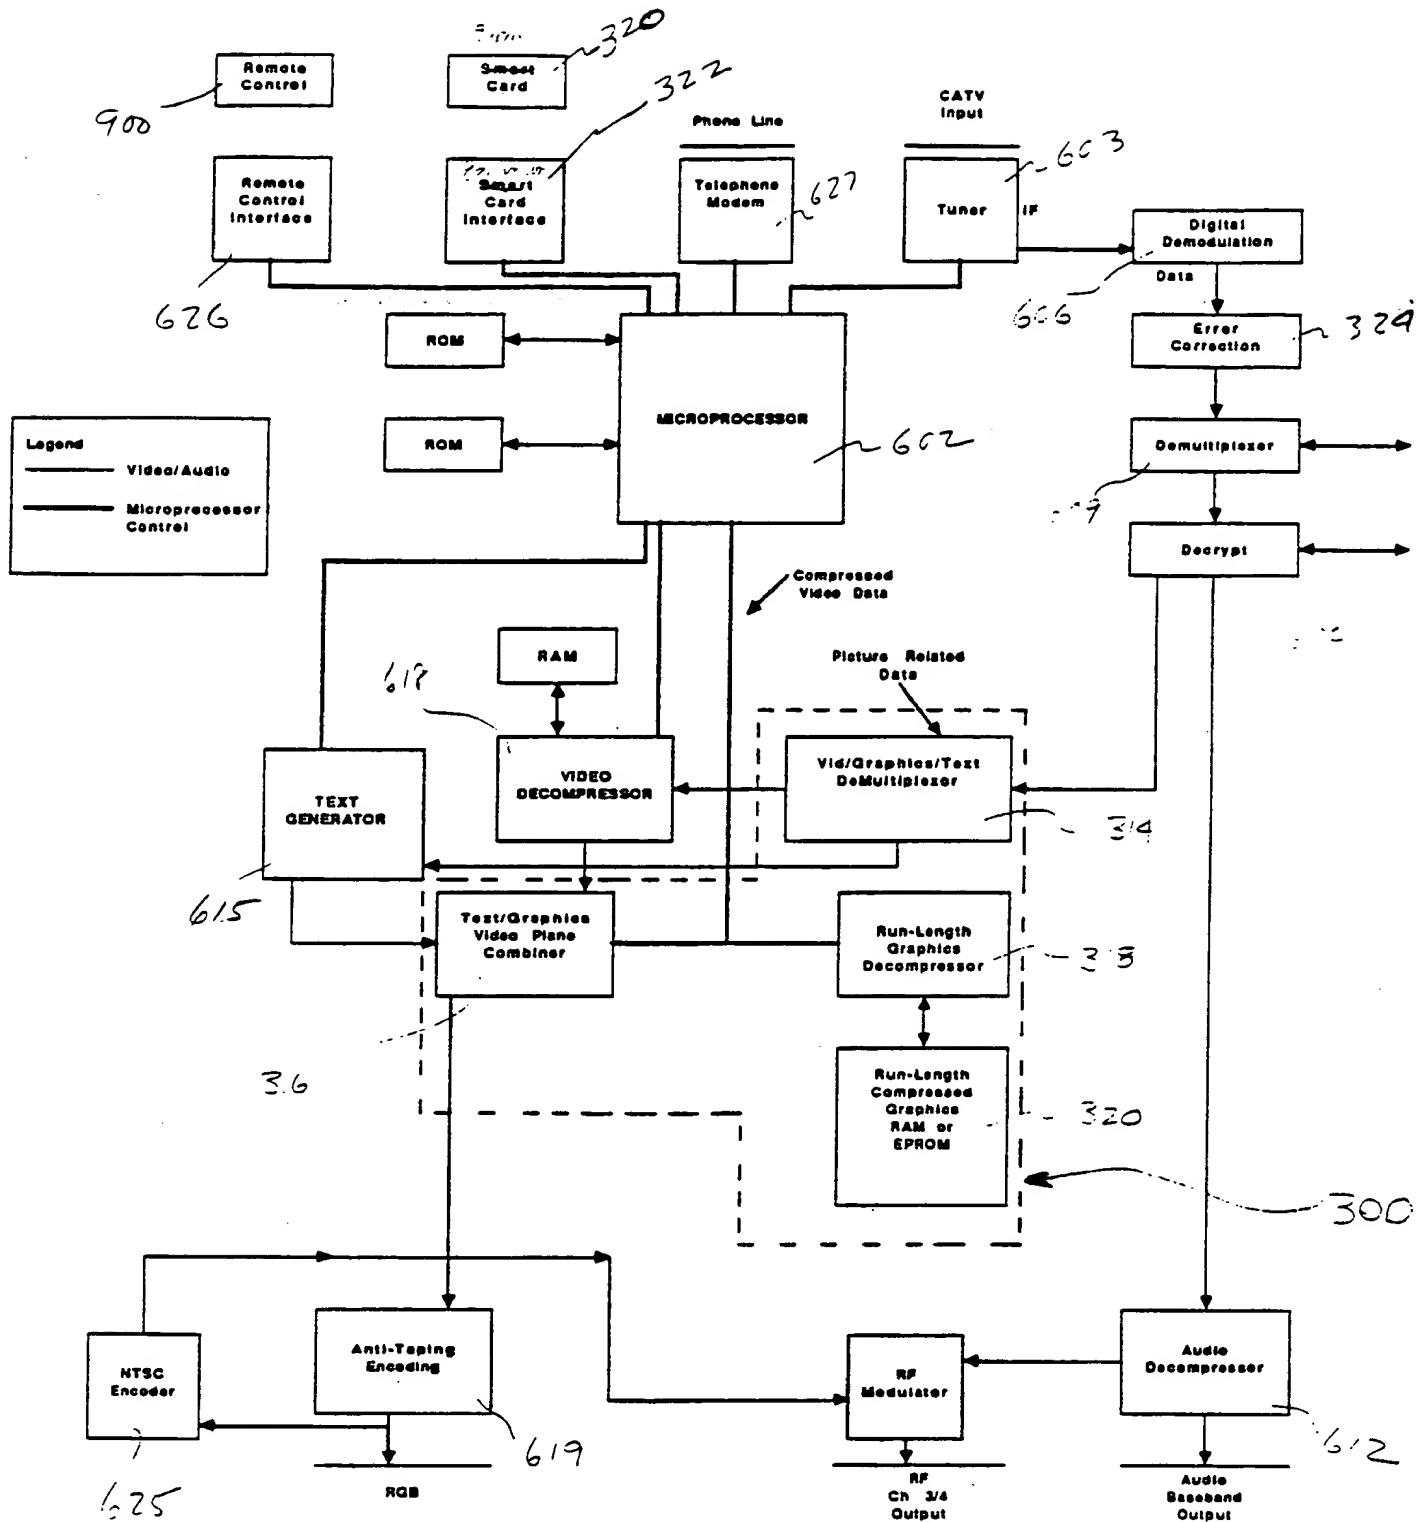 320
Remote
Control
Smart
Card
900
322
CATV
Input
Phone Line
603
Remote
Control
Interface
Smart
Card
Interface
Telephone
Modem
627
Tuner
IF
Digital
Demodulation
Data
626
606
ROM
Error
Correction
324
MICROPROCESSOR
602
ROM
Demultiplexer
Legend
Video/Audio
Microprocessor
Control
Decrypt
Compressed
Video Data
RAM
Picture Related
Data
618
VIDEO
DECOMPRESSOR
Vid/Graphics/Text
DeMultiplexer
314
TEXT
GENERATOR
615
Text/Graphics
Video Plane
Combiner
Run-Length
Graphics
Decompressor
Run-Length
Compressed
Graphics
RAM or
EPROM
320
300
NTSC
Encoder
Anti-Taping
Encoding
RF
Modulator
Audio
Decompressor
625
619
612
RGB
RF
Ch 3/4
Output
Audio
Baseband
Output